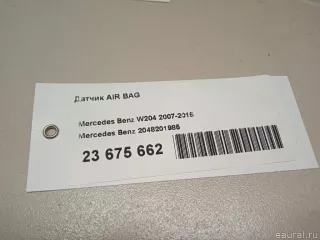 Датчик AIR BAG
Mercedes Benz W204 2007-2015
Mercedes Benz 2048201985
23 675 662
eaural.ru